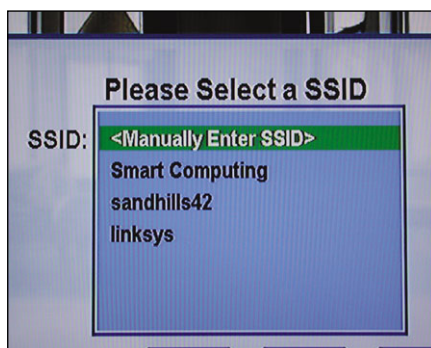 Please Select a SSID
SSID:
<Manually Enter SSID>
Smart Computing
sandhills42
linksys